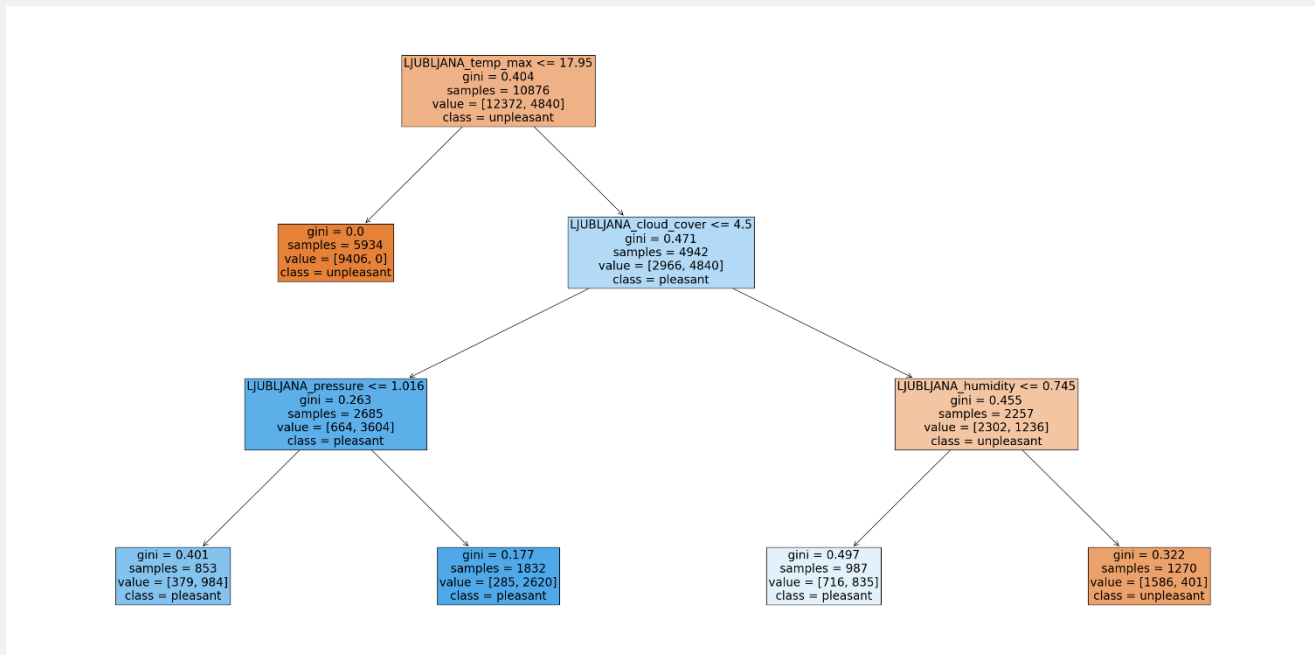 LJUBLJANA_temp_max <= 17.95
gini = 0.404
samples = 10876
value = [12372, 4840]
class = unpleasant
gini = 0.0
samples = 5934
value = [9406, 0]
class = unpleasant
LJUBLJANA_cloud_cover <= 4.5
gini = 0.471
samples = 4942
value = [2966, 4840]
class = pleasant
LJUBLJANA_pressure <= 1.016
gini = 0.263
samples = 2685
value = [664, 3604]
class = pleasant
LJUBLJANA_humidity <= 0.745
gini = 0.455
samples = 2257
value = [2302, 1236]
class = unpleasant
gini = 0.401
samples = 853
value = [379, 984]
class = pleasant
gini = 0.177
samples = 1832
value = [285, 2620]
class = pleasant
gini = 0.497
samples = 987
value = [716, 835]
class = pleasant
gini = 0.322
samples = 1270
value = [1586, 401]
class = unpleasant